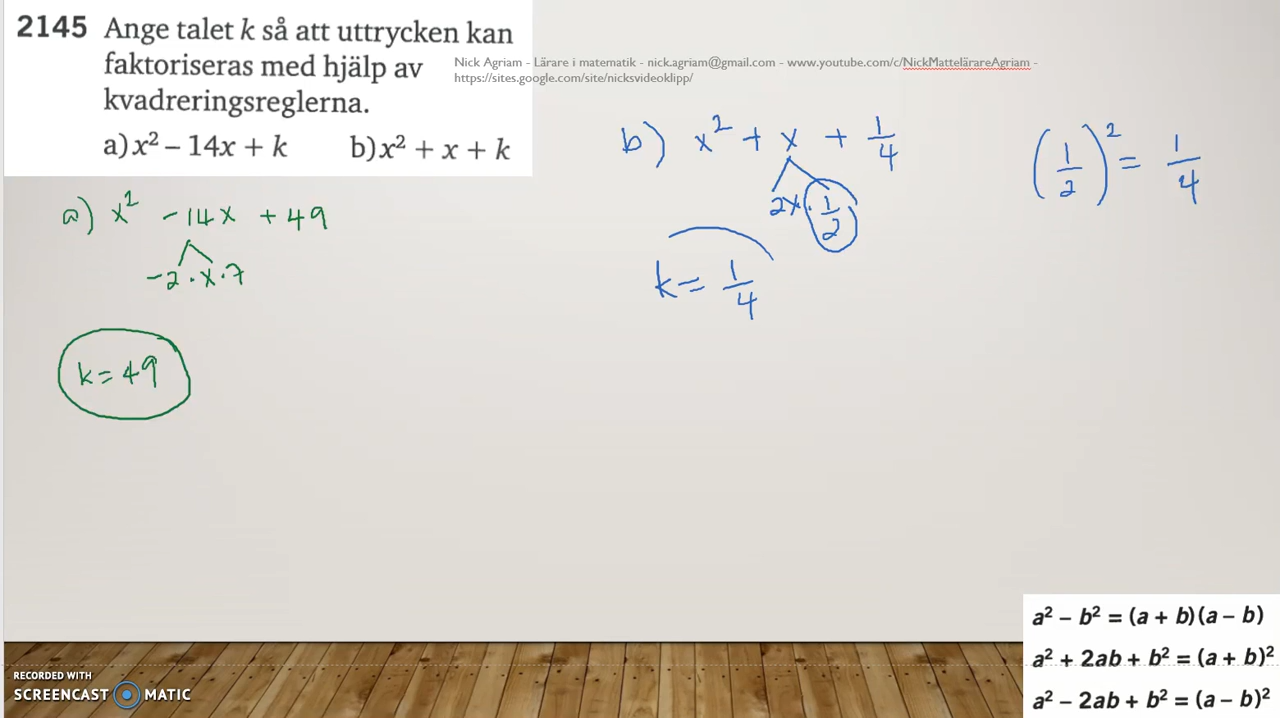 2145 Ange talet k så att uttrycken kan
faktoriseras med hjälp av
kvadreringsreglerna.
a) x² – 14x + k b) x² + x + k
Nick Agriam - Lärare i matematik - nick.agriam@gmail.com - www.youtube.com/c/NickMattelärareAgriam -
https://sites.google.com/site/nicksvideoklipp/
a) x² - 14x + 49
-2 · x · 7
k = 49
b) x² + x + 1/4
2x · 1/2
k = 1/4
(1/2)² = 1/4
a² – b² = (a + b)(a – b)
a² + 2ab + b² = (a + b)²
a² – 2ab + b² = (a – b)²
RECORDED WITH
SCREENCAST MATIC